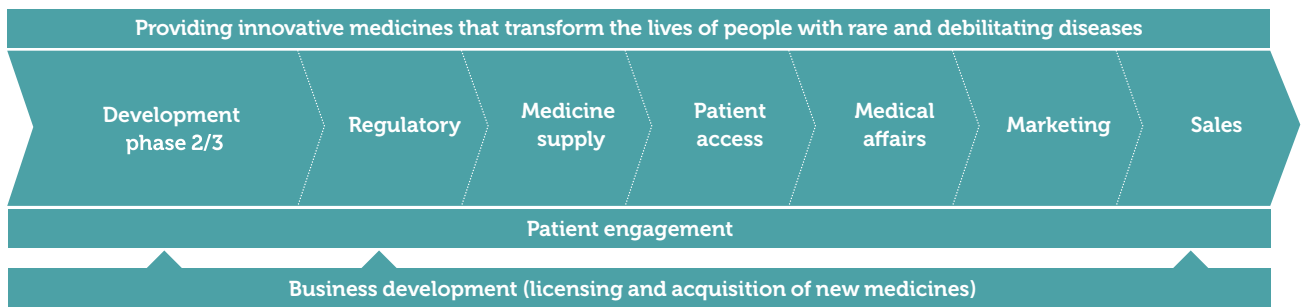 Providing innovative medicines that transform the lives of people with rare and debilitating diseases
Development
phase 2/3
Regulatory
Medicine
supply
Patient
access
Medical
affairs
Marketing
Sales
Patient engagement
Business development (licensing and acquisition of new medicines)